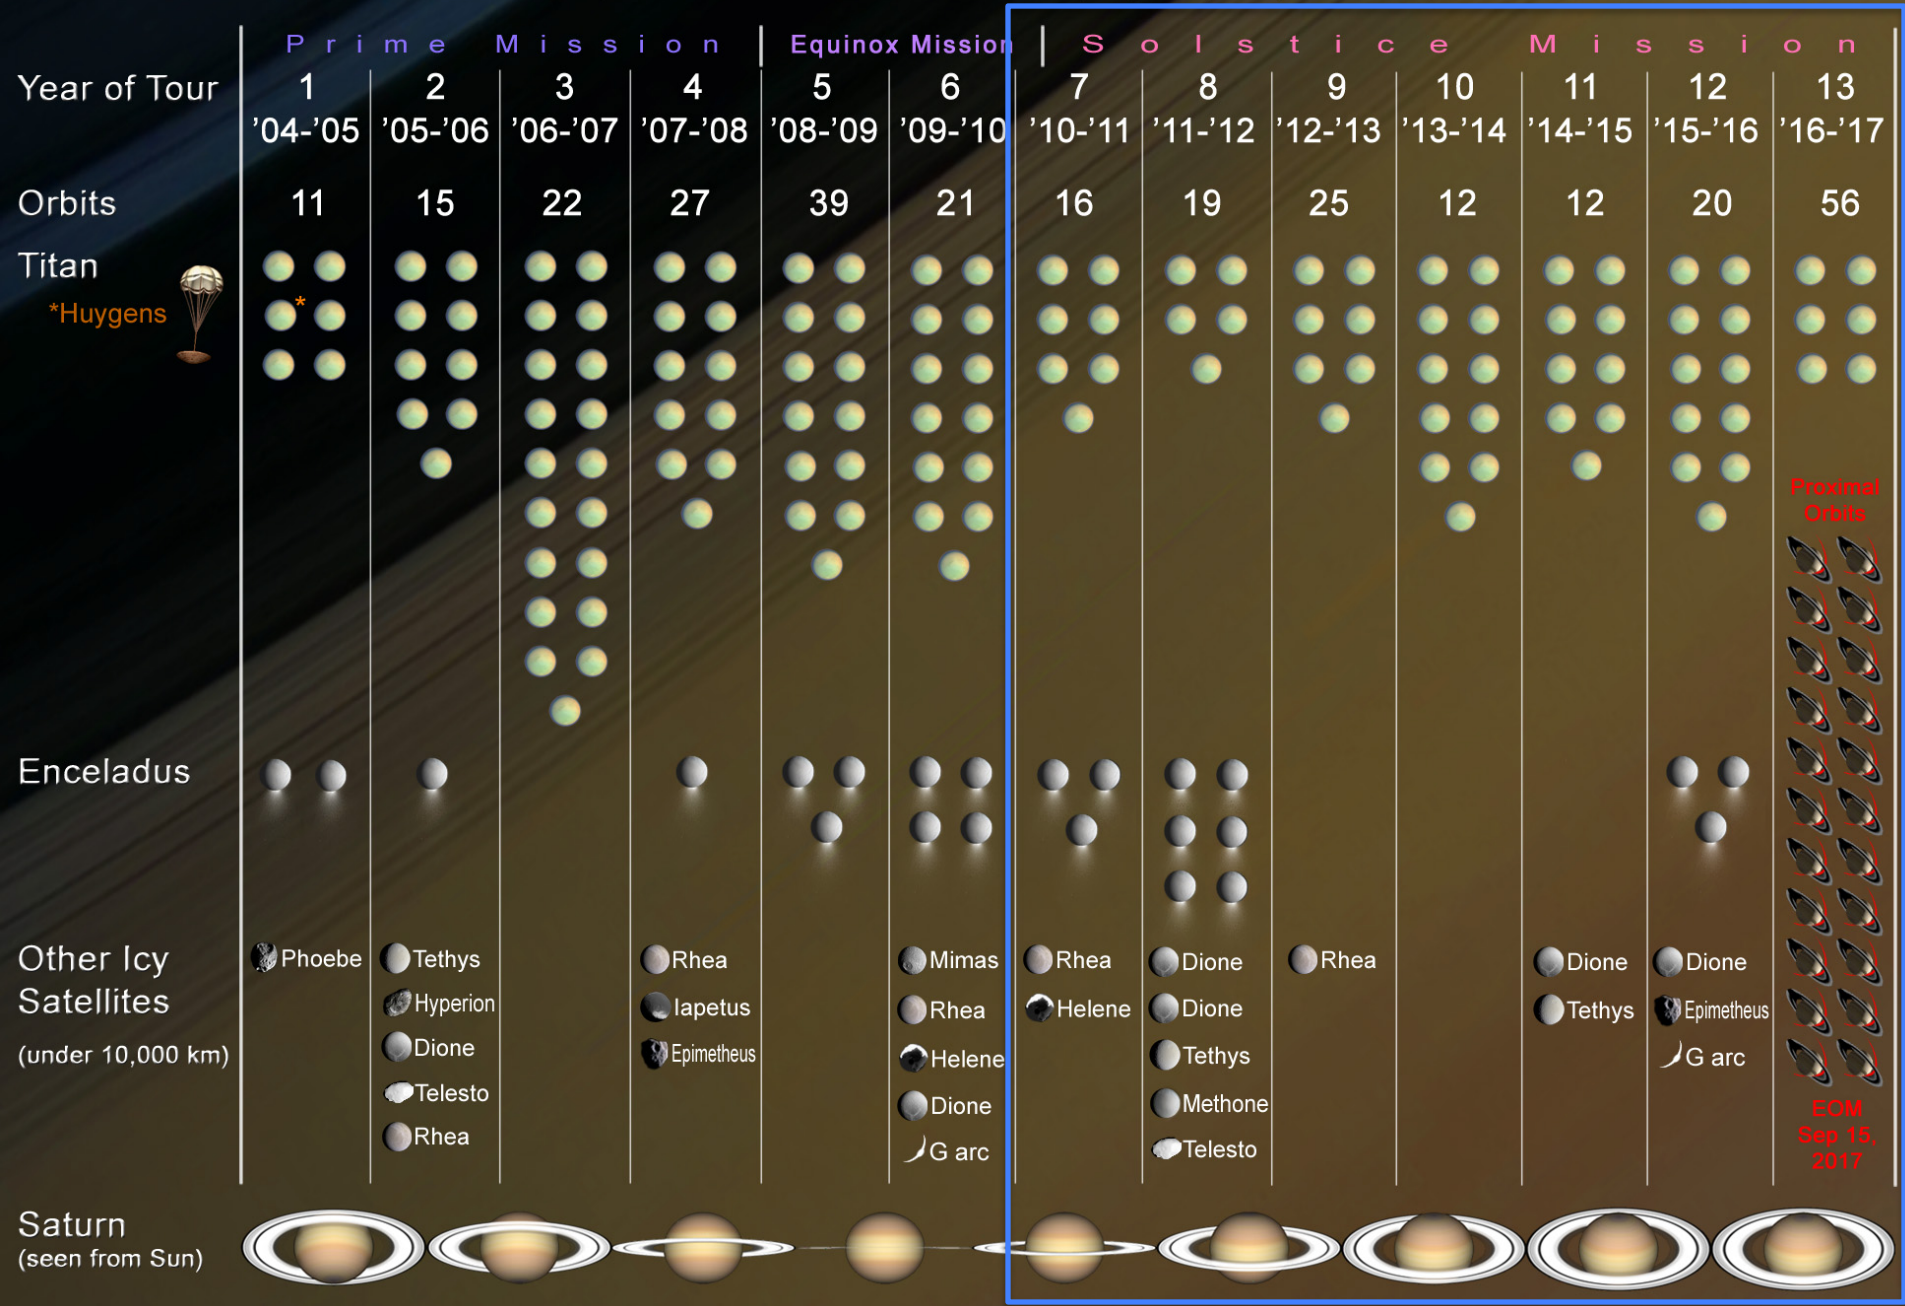 Prime Mission Equinox Mission Solstice Mission
Year of Tour 1 2 3 4 5 6 7 8 9 10 11 12 13
’04-’05 ’05-’06 ’06-’07 ’07-’08 ’08-’09 ’09-’10 ’10-’11 ’11-’12 ’12-’13 ’13-’14 ’14-’15 ’15-’16 ’16-’17
Orbits 11 15 22 27 39 21 16 19 25 12 12 20 56
Titan
*Huygens *
Proximal
Orbits
Enceladus
Other Icy Phoebe Tethys Rhea Mimas Rhea Dione Rhea Dione Dione
Satellites Hyperion Iapetus Rhea Helene Dione Tethys Epimetheus
(under 10,000 km) Dione Epimetheus Helene Tethys G arc
Telesto Dione Methone
Rhea G arc Telesto
EOM
Sep 15,
2017
Saturn
(seen from Sun)